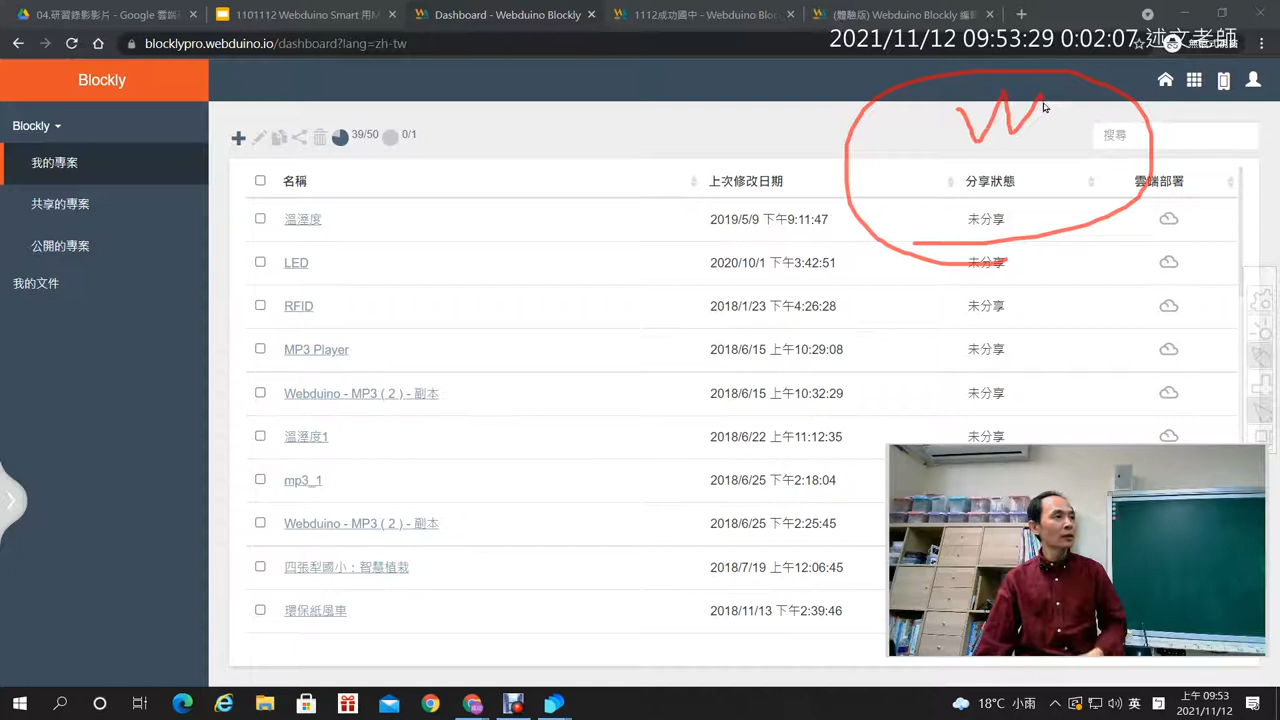 04.研習錄影影片 - Google 雲端
1101112 Webduino Smart 用M
Dashboard - Webduino Blockly
1112成功國中 - Webduino Blockly
(體驗版) Webduino Blockly 編輯
blocklypro.webduino.io/dashboard?lang=zh-tw
2021/11/12 09:53:29 0:02:07 述文老師
Blockly
W
Blockly
39/50
0/1
搜尋
我的專案
名稱 上次修改日期 分享狀態 雲端部署
共享的專案
溫溼度 2019/5/9 下午9:11:47 未分享
公開的專案
LED 2020/10/1 下午3:42:51 未分享
我的文件
RFID 2018/1/23 下午4:26:28 未分享
MP3 Player 2018/6/15 上午10:29:08 未分享
Webduino - MP3 ( 2 ) - 副本 2018/6/15 上午10:32:29 未分享
溫溼度1 2018/6/22 上午11:12:35 未分享
mp3_1 2018/6/25 下午2:18:04
Webduino - MP3 ( 2 ) - 副本 2018/6/25 下午2:25:45
四張犁國小：智慧植栽 2018/7/19 上午12:06:45
環保紙風車 2018/11/13 下午2:39:46
18°C 小雨
英
上午 09:53
2021/11/12